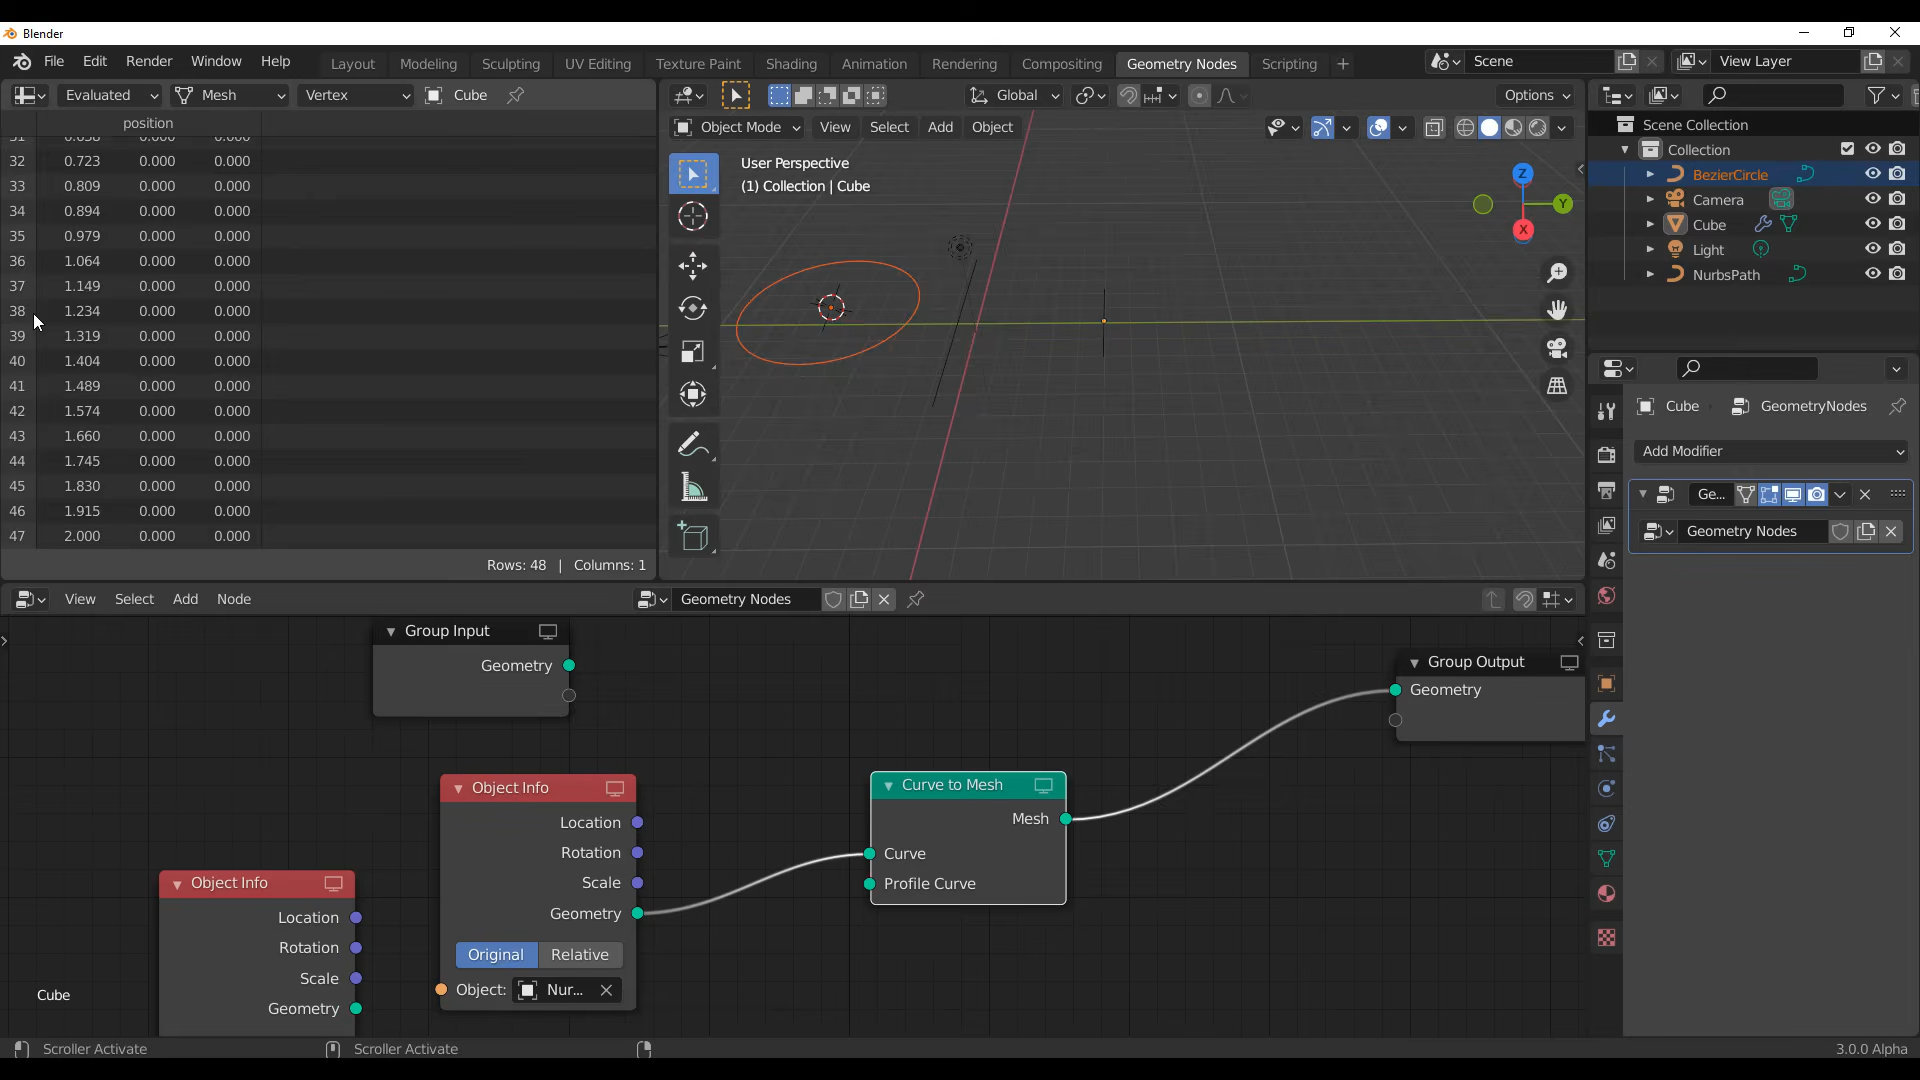 Blender
File Edit Render Window Help Layout Modeling Sculpting UV Editing Texture Paint Shading Animation Rendering Compositing Geometry Nodes Scripting + Scene View Layer
Evaluated Mesh Vertex Cube
Global Options
Object Mode View Select Add Object
position
32 0.723 0.000 0.000
33 0.809 0.000 0.000
34 0.894 0.000 0.000
35 0.979 0.000 0.000
36 1.064 0.000 0.000
37 1.149 0.000 0.000
38 1.234 0.000 0.000
39 1.319 0.000 0.000
40 1.404 0.000 0.000
41 1.489 0.000 0.000
42 1.574 0.000 0.000
43 1.660 0.000 0.000
44 1.745 0.000 0.000
45 1.830 0.000 0.000
46 1.915 0.000 0.000
47 2.000 0.000 0.000
Rows: 48 | Columns: 1
User Perspective
(1) Collection | Cube
Z
Y
X
Scene Collection
Collection
BezierCircle
Camera
Cube
Light
NurbsPath
Cube GeometryNodes
Add Modifier
Ge...
Geometry Nodes
View Select Add Node Geometry Nodes
Group Input
Geometry
Object Info
Location
Rotation
Scale
Geometry
Original Relative
Object: Nur...
Object Info
Location
Rotation
Scale
Geometry
Curve to Mesh
Mesh
Curve
Profile Curve
Group Output
Geometry
Cube
Scroller Activate Scroller Activate 3.0.0 Alpha